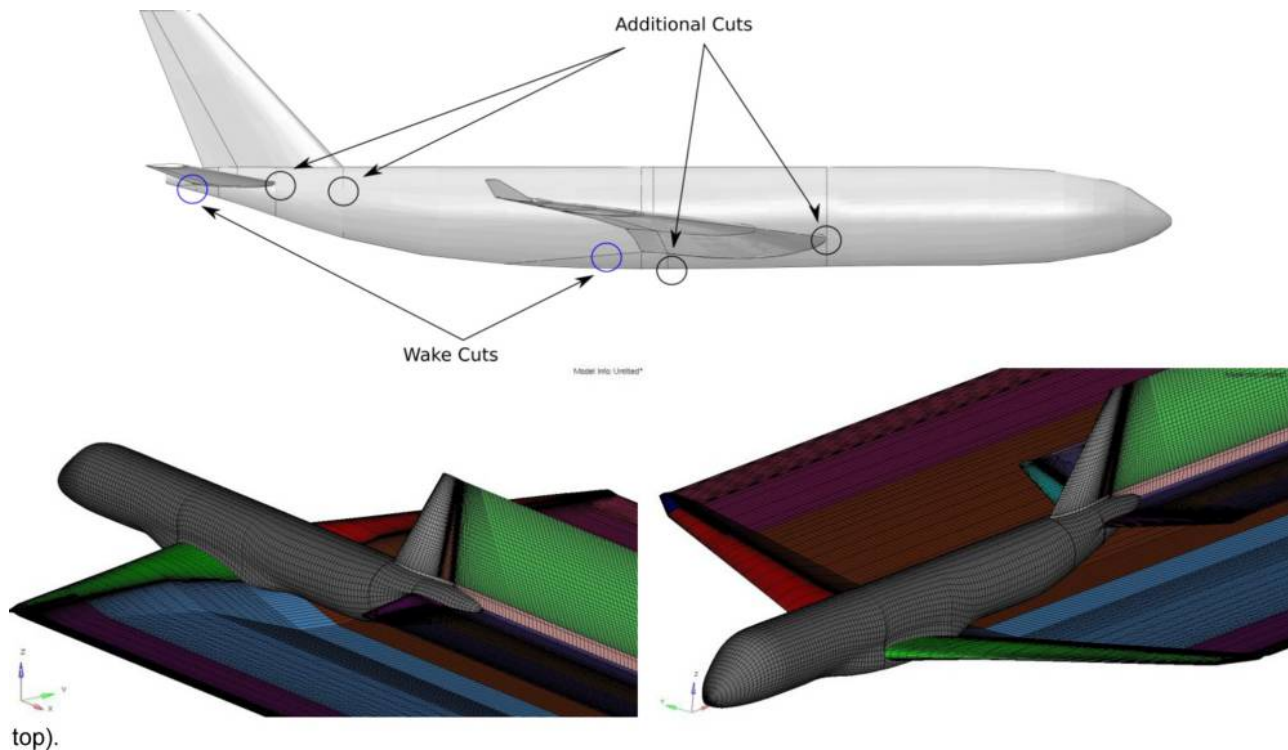 Additional Cuts
Wake Cuts
Model Info: Untitled*
Z
Y
X
Z
Y
top).